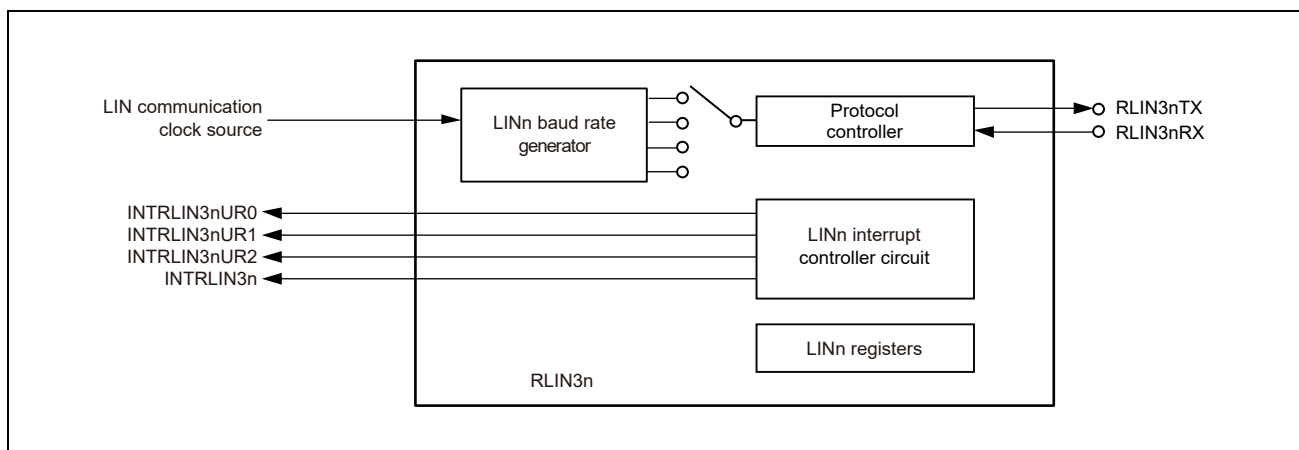 LIN communication
clock source
LINn baud rate
generator
Protocol
controller
RLIN3nTX
RLIN3nRX
INTRLIN3nUR0
INTRLIN3nUR1
INTRLIN3nUR2
INTRLIN3n
LINn interrupt
controller circuit
LINn registers
RLIN3n